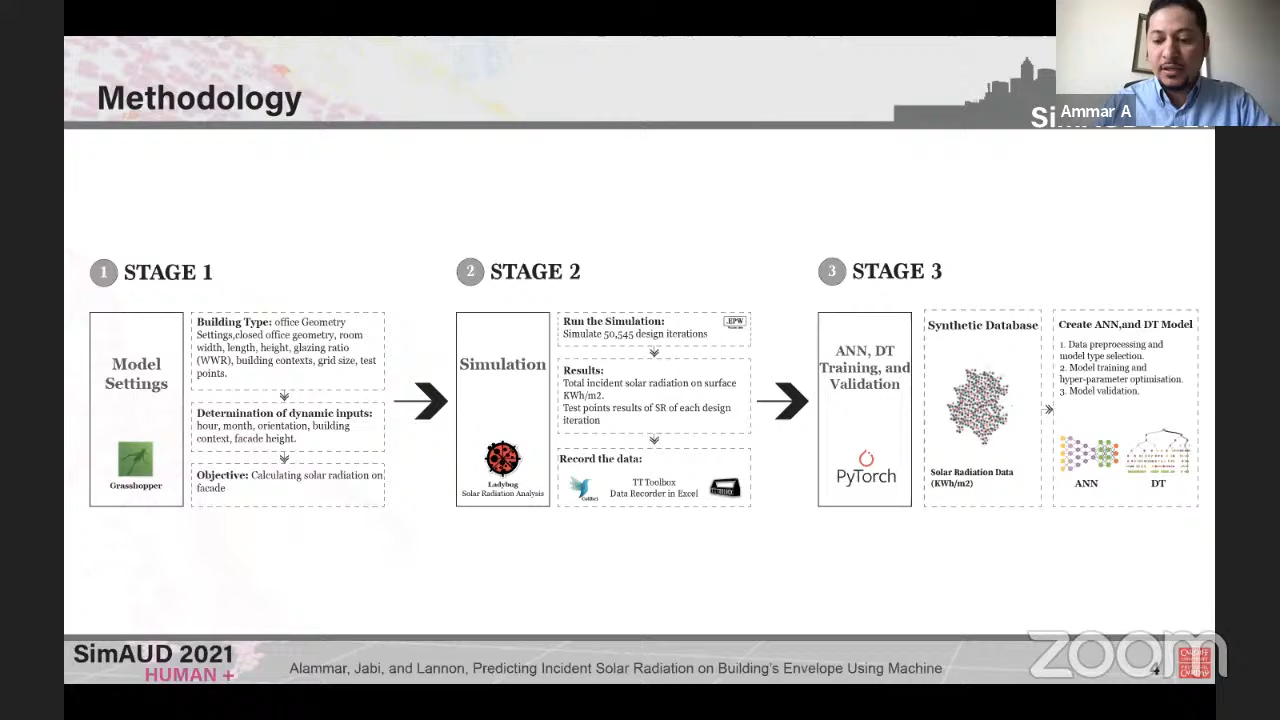 Methodology
Ammar A
1 STAGE 1
Model
Settings
Grasshopper
Building Type: office Geometry
Settings,closed office geometry, room
width, length, height, glazing ratio
(WWR), building contexts, grid size, test
points.
Determination of dynamic inputs:
hour, month, orientation, building
context, facade height.
Objective: Calculating solar radiation on
facade
2 STAGE 2
Simulation
Ladybug
Solar Radiation Analysis
Run the Simulation:
Simulate 50,545 design iterations
.EPW
Results:
Total incident solar radiation on surface
KWh/m2.
Test points results of SR of each design
iteration
Record the data:
Colibri
TT Toolbox
Data Recorder in Excel
3 STAGE 3
ANN, DT
Training, and
Validation
PyTorch
Synthetic Database
Solar Radiation Data
(KWh/m2)
Create ANN,and DT Model
1. Data preprocessing and
model type selection.
2. Model training and
hyper-parameter optimisation.
3. Model validation.
ANN
DT
SimAUD 2021
HUMAN +
Alammar, Jabi, and Lannon, Predicting Incident Solar Radiation on Building's Envelope Using Machine
4
zoom